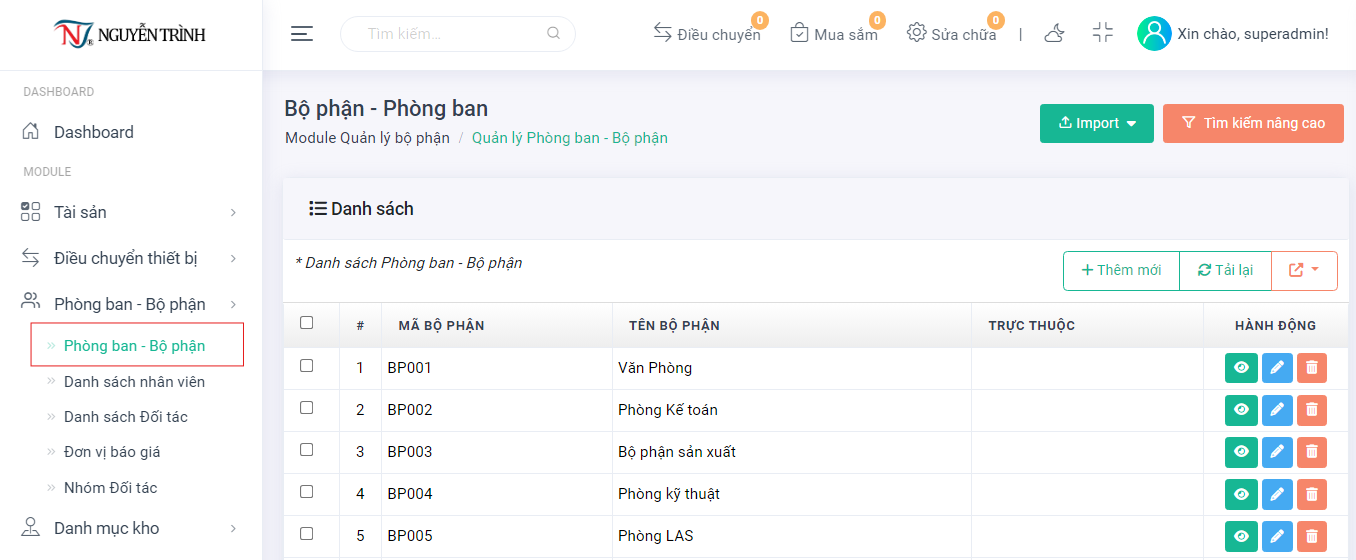 NT® NGUYỄN TRÌNH
Tìm kiếm...
Điều chuyển 0
Mua sắm 0
Sửa chữa 0
|
Xin chào, superadmin!
DASHBOARD
Dashboard
MODULE
Tài sản
Điều chuyển thiết bị
Phòng ban - Bộ phận
Phòng ban - Bộ phận
Danh sách nhân viên
Danh sách Đối tác
Đơn vị báo giá
Nhóm Đối tác
Danh mục kho
Bộ phận - Phòng ban
Module Quản lý bộ phận / Quản lý Phòng ban - Bộ phận
Import
Tìm kiếm nâng cao
Danh sách
* Danh sách Phòng ban - Bộ phận
Thêm mới
Tải lại
# MÃ BỘ PHẬN TÊN BỘ PHẬN TRỰC THUỘC HÀNH ĐỘNG
1 BP001 Văn Phòng
2 BP002 Phòng Kế toán
3 BP003 Bộ phận sản xuất
4 BP004 Phòng kỹ thuật
5 BP005 Phòng LAS